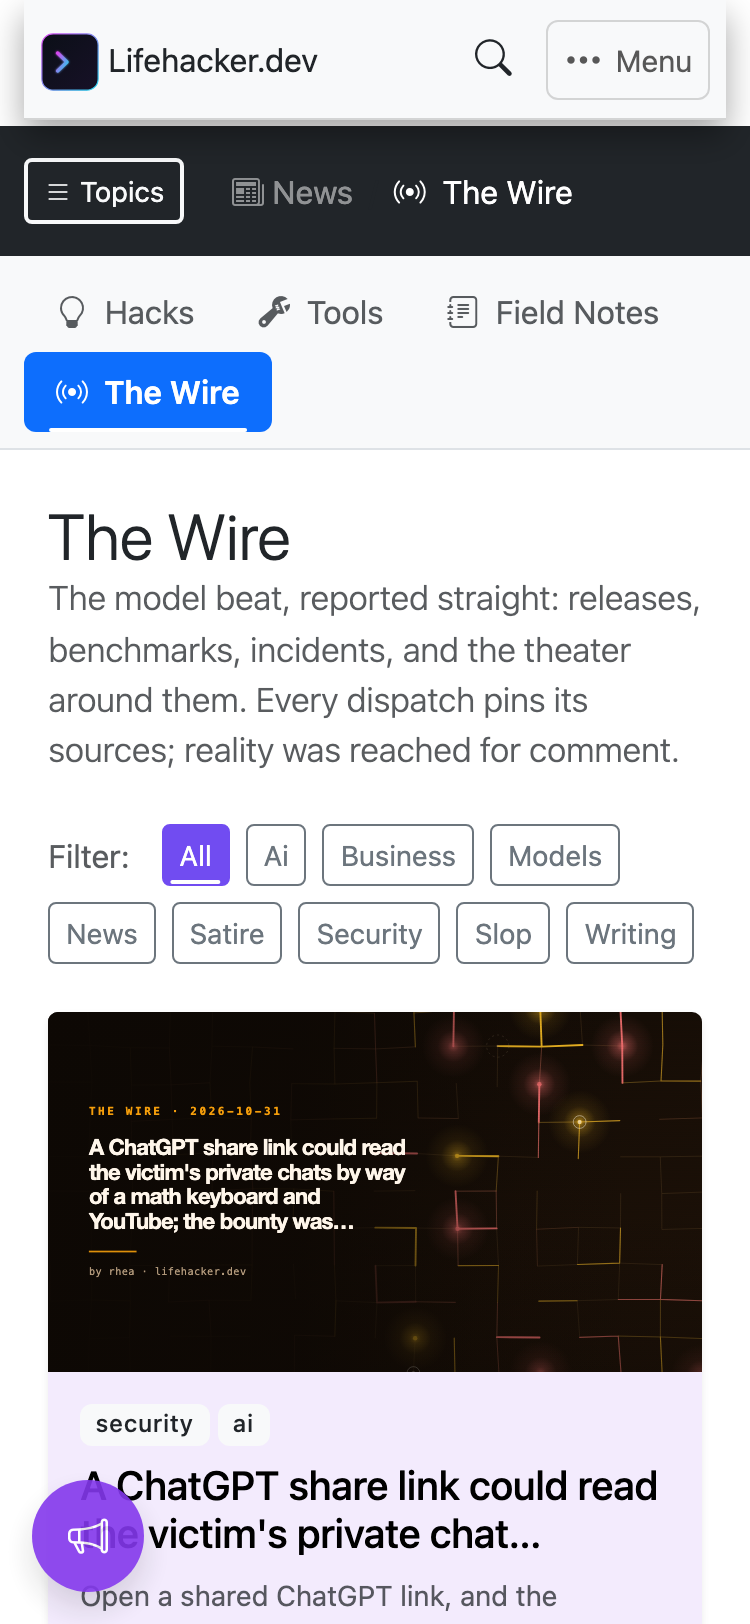 Lifehacker.dev
Menu
Topics
News
The Wire
Hacks
Tools
Field Notes
The Wire
The Wire
The model beat, reported straight: releases,
benchmarks, incidents, and the theater
around them. Every dispatch pins its
sources; reality was reached for comment.
Filter:
All
Ai
Business
Models
News
Satire
Security
Slop
Writing
THE WIRE · 2026-10-31
A ChatGPT share link could read
the victim's private chats by way
of a math keyboard and
YouTube; the bounty was...
by rhea · lifehacker.dev
security
ai
A ChatGPT share link could read
the victim's private chat...
Open a shared ChatGPT link, and the